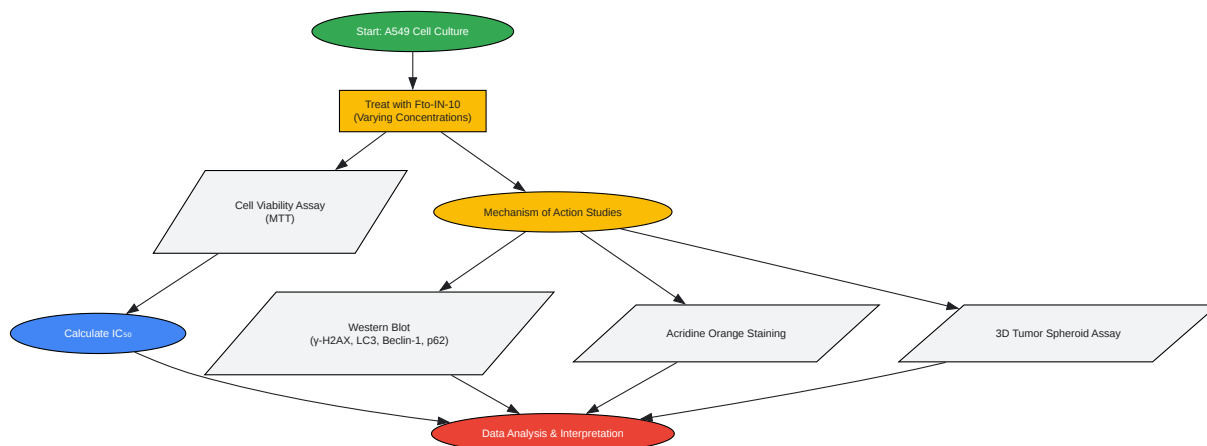 Start: A549 Cell Culture
Treat with Fto-IN-10
(Varying Concentrations)
Cell Viability Assay
(MTT)
Mechanism of Action Studies
Calculate IC₅₀
Western Blot
(γ-H2AX, LC3, Beclin-1, p62)
Acridine Orange Staining
3D Tumor Spheroid Assay
Data Analysis & Interpretation